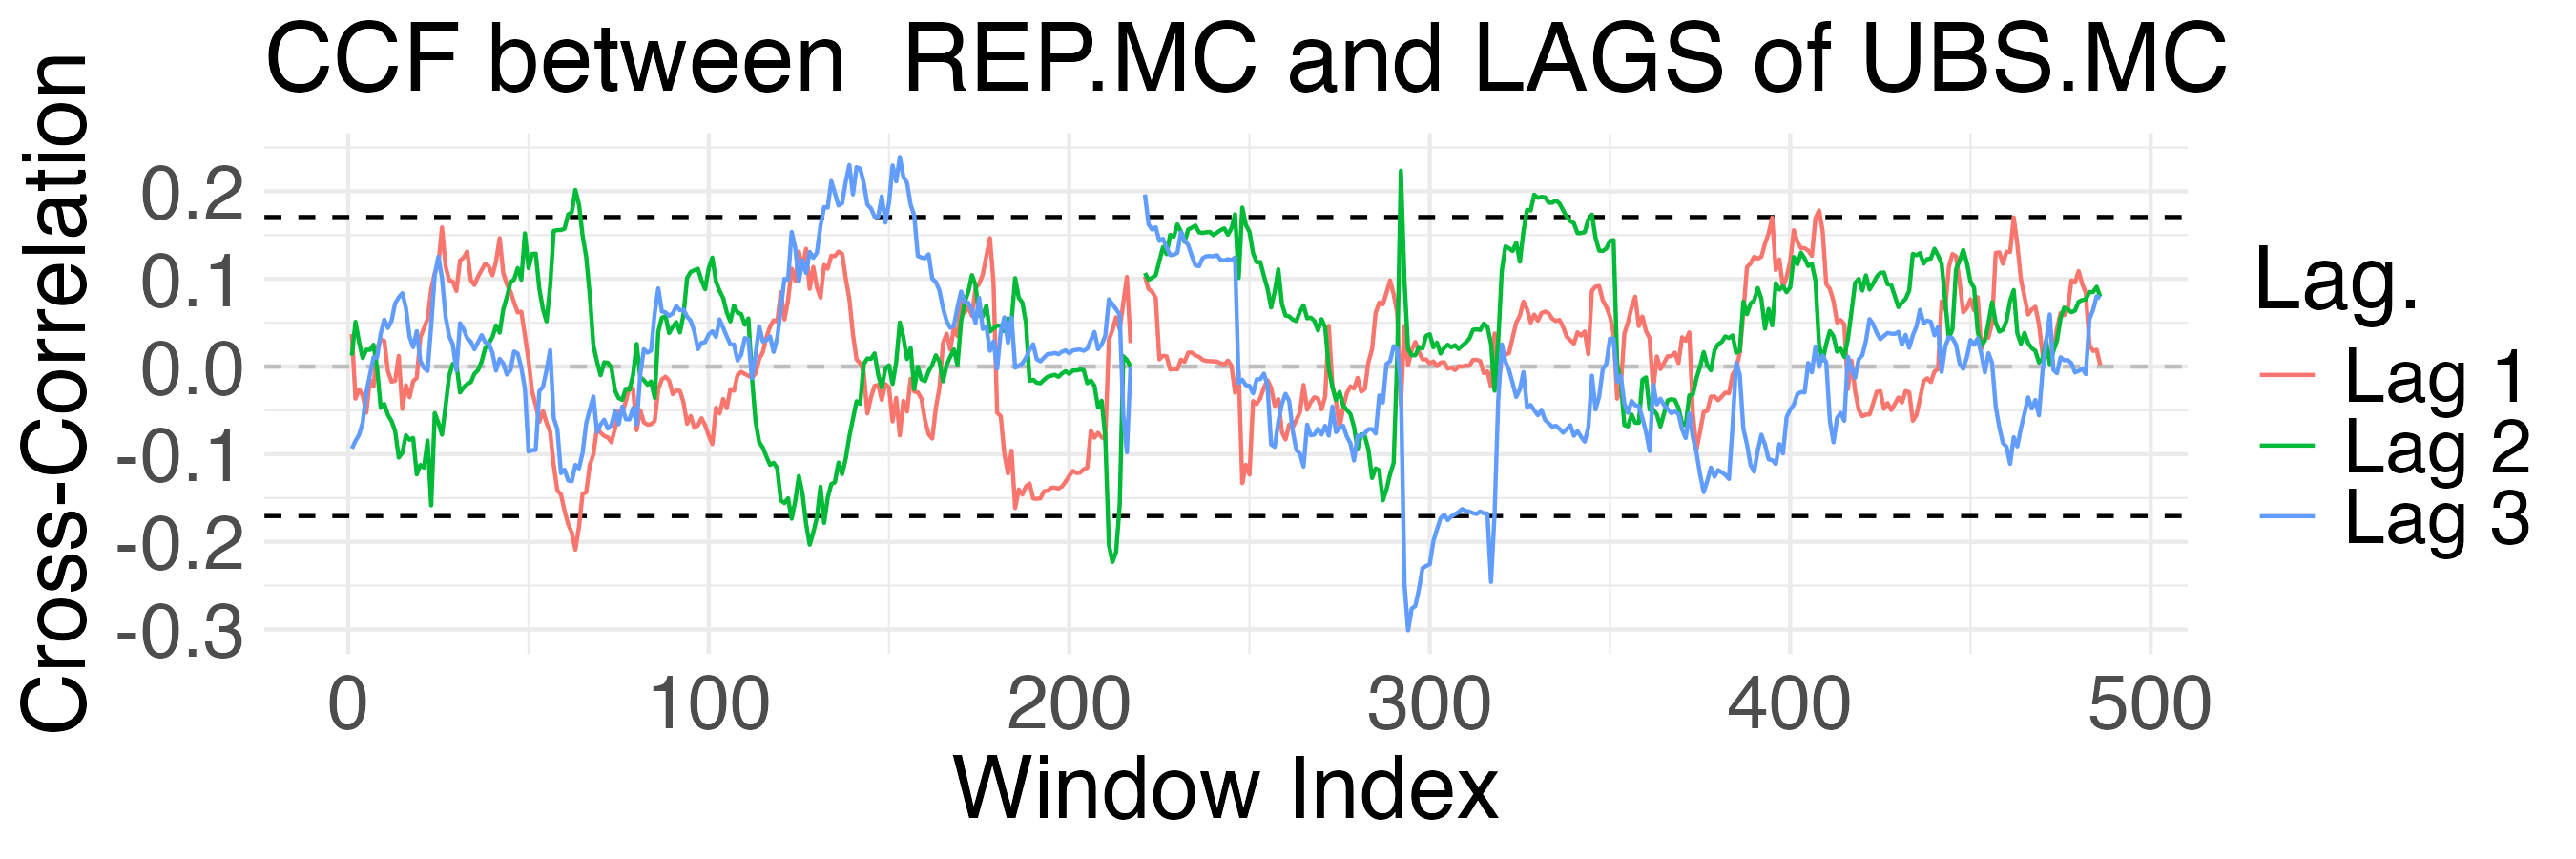 CCF between  REP.MC and LAGS of UBS.MC
Cross-Correlation
0.2
0.1
0.0
-0.1
-0.2
-0.3
0 100 200 300 400 500
Window Index
Lag.
Lag 1
Lag 2
Lag 3